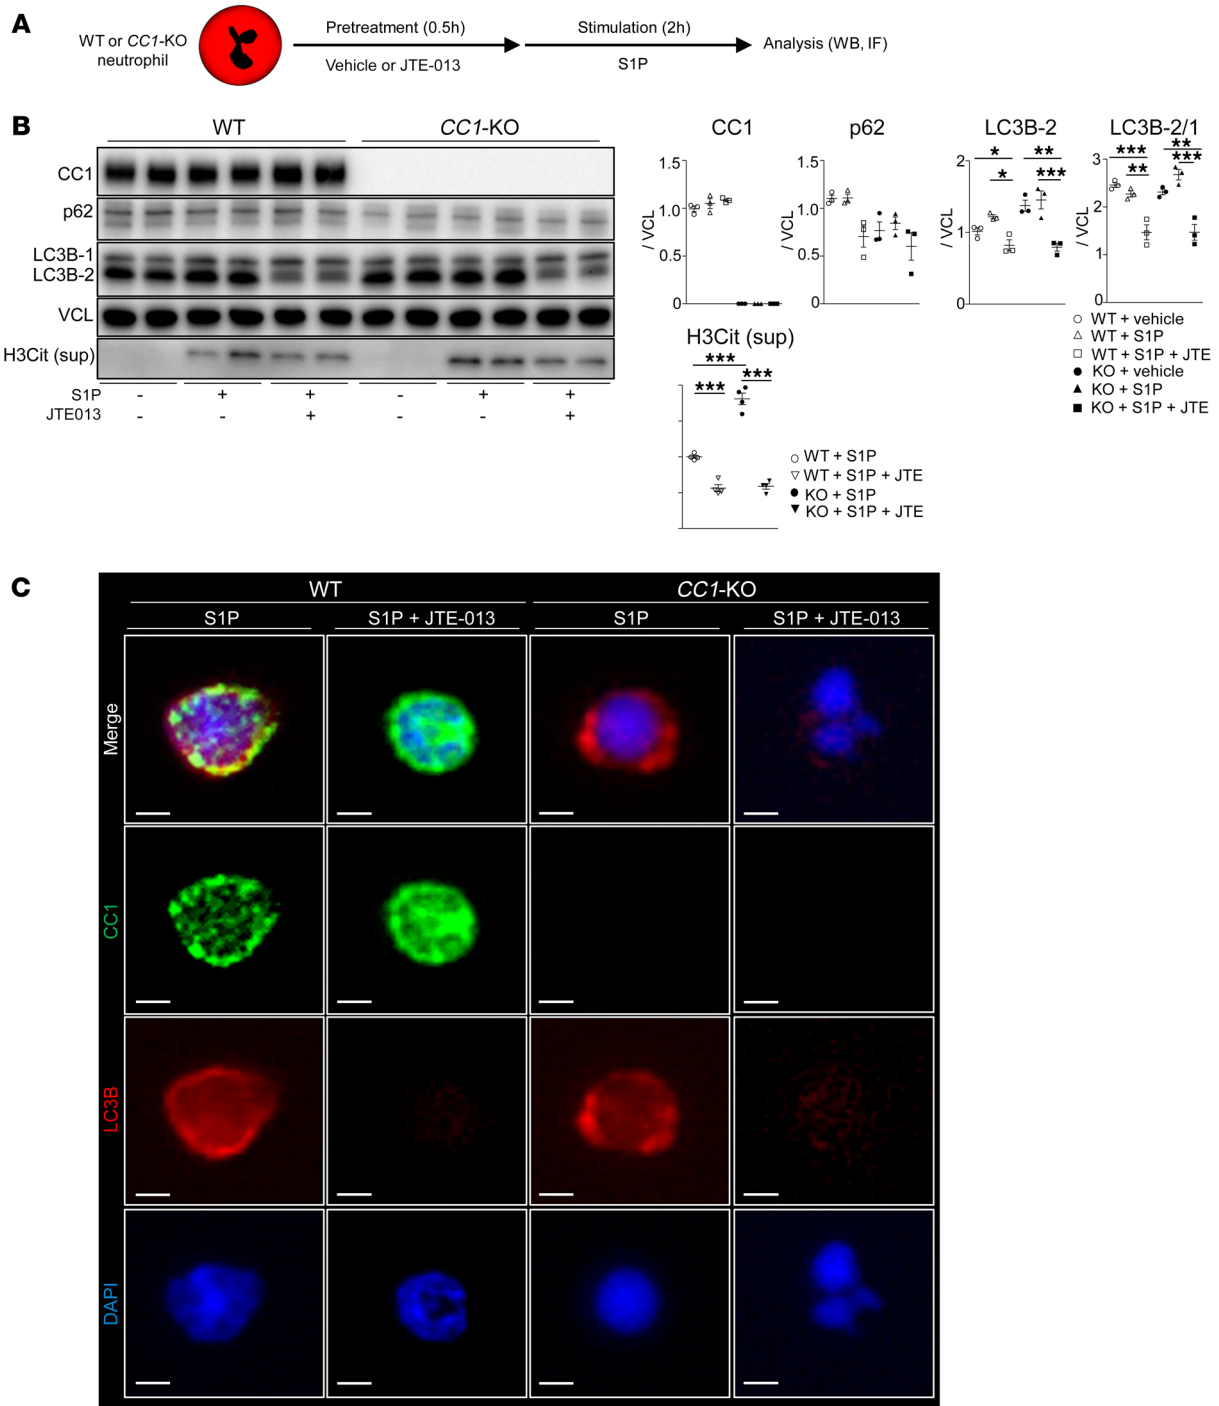 A
WT or CC1-KO
neutrophil
Pretreatment (0.5h)
Vehicle or JTE-013
Stimulation (2h)
S1P
Analysis (WB, IF)
B
WT
CC1-KO
CC1
p62
LC3B-1
LC3B-2
VCL
H3Cit (sup)
S1P - + + - + +
JTE013 - - + - - +
CC1
1.5
1.0
0.5
0
/ VCL
p62
1.5
1.0
0.5
0
/ VCL
LC3B-2
2
1
0
/ VCL
* **
* ***
LC3B-2/1
3
2
1
0
/ VCL
*** **
** ***
WT + vehicle
WT + S1P
WT + S1P + JTE
KO + vehicle
KO + S1P
KO + S1P + JTE
H3Cit (sup)
***
*** ***
WT + S1P
WT + S1P + JTE
KO + S1P
KO + S1P + JTE
C
WT
CC1-KO
S1P
S1P + JTE-013
S1P
S1P + JTE-013
Merge
CC1
LC3B
DAPI